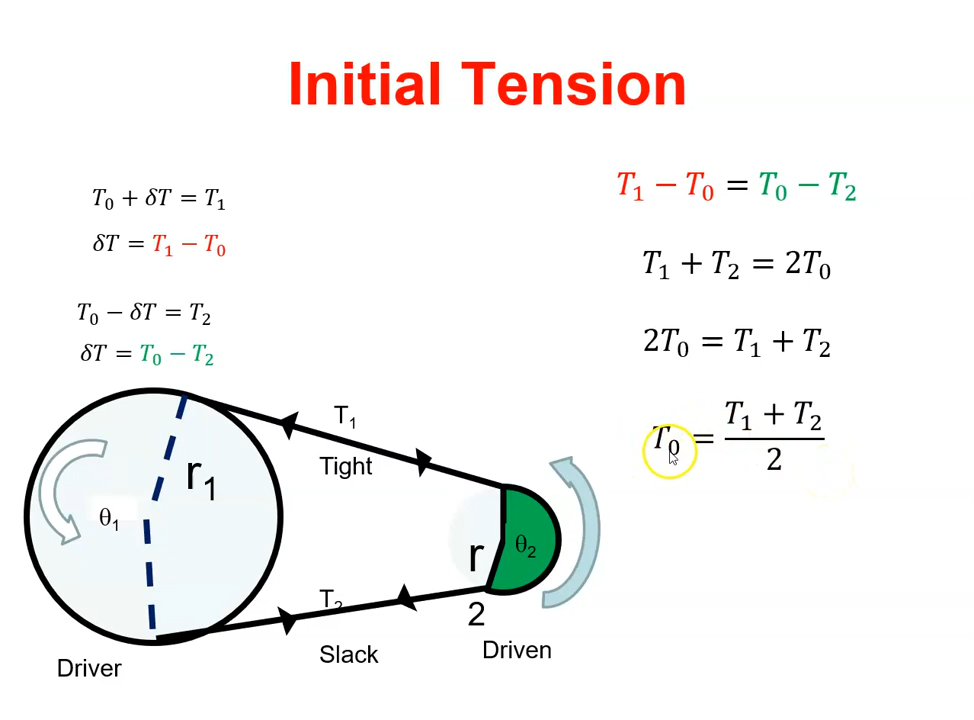 Initial Tension
T₀ + δT = T₁
δT = T₁ − T₀
T₀ − δT = T₂
δT = T₀ − T₂
T₁ − T₀ = T₀ − T₂
T₁ + T₂ = 2T₀
2T₀ = T₁ + T₂
T₀ = (T₁ + T₂)/2
T₁
Tight
r₁
θ₁
θ₂
r
2
T₂
Slack
Driver
Driven